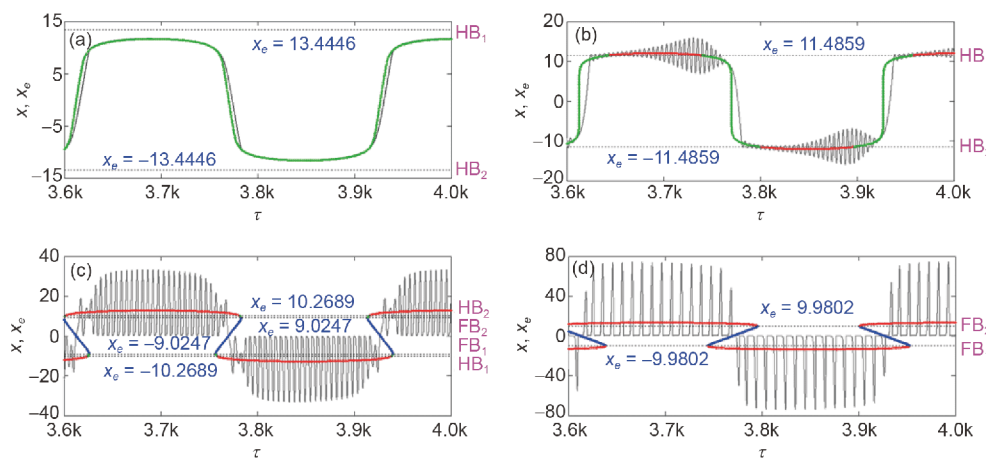 (a)
x, xₑ
15
5
−5
−15
xₑ = 13.4446
xₑ = −13.4446
HB₁
HB₂
3.6k 3.7k 3.8k 3.9k 4.0k
τ
(b)
x, xₑ
20
10
0
−10
−20
xₑ = 11.4859
xₑ = −11.4859
HB
HB
3.6k 3.7k 3.8k 3.9k 4.0k
τ
(c)
x, xₑ
40
20
0
−20
−40
xₑ = 10.2689
xₑ = 9.0247
xₑ = −9.0247
xₑ = −10.2689
HB₂
FB₂
FB₁
HB₁
3.6k 3.7k 3.8k 3.9k 4.0k
τ
(d)
x, xₑ
80
40
0
−40
−80
xₑ = 9.9802
xₑ = −9.9802
FB
FB
3.6k 3.7k 3.8k 3.9k 4.0k
τ